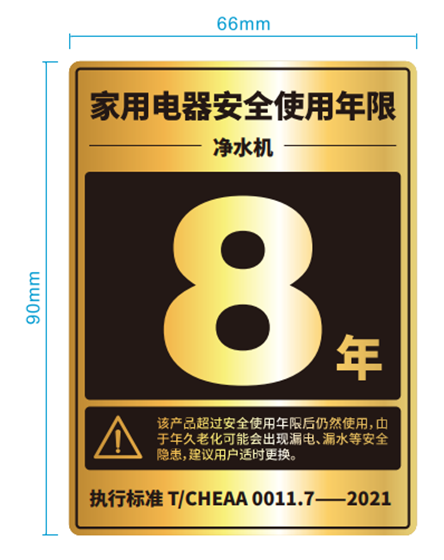 66mm
90mm
家用电器安全使用年限
净水机
8年
该产品超过安全使用年限后仍然使用,由
于年久老化可能会出现漏电、漏水等安全
隐患,建议用户适时更换。
执行标准 T/CHEAA 0011.7——2021